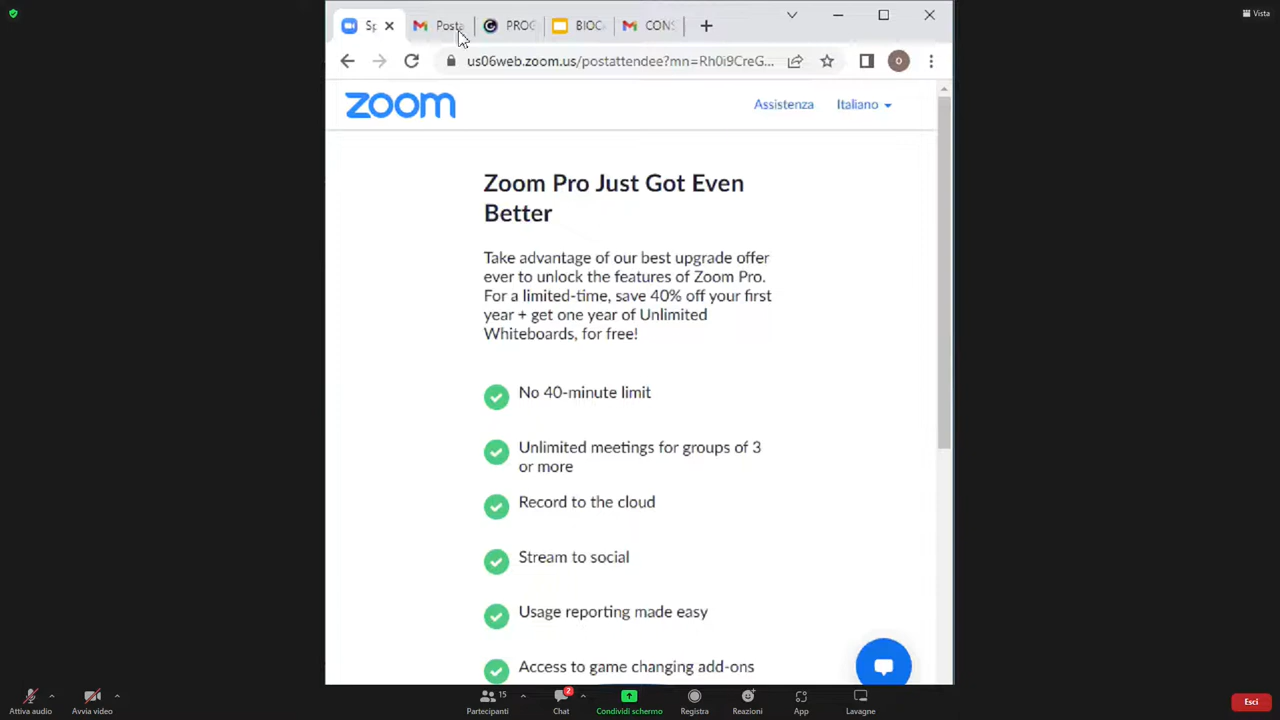 Vista
Sp
Posta
PROG
BIOC
CONS
us06web.zoom.us/postattendee?mn=Rh0i9CreG...
O
zoom
Assistenza
Italiano
Zoom Pro Just Got Even
Better
Take advantage of our best upgrade offer
ever to unlock the features of Zoom Pro.
For a limited-time, save 40% off your first
year + get one year of Unlimited
Whiteboards, for free!
No 40-minute limit
Unlimited meetings for groups of 3
or more
Record to the cloud
Stream to social
Usage reporting made easy
Access to game changing add-ons
15
2
Attiva audio
Avvia video
Partecipanti
Chat
Condividi schermo
Registra
Reazioni
App
Lavagne
Esci